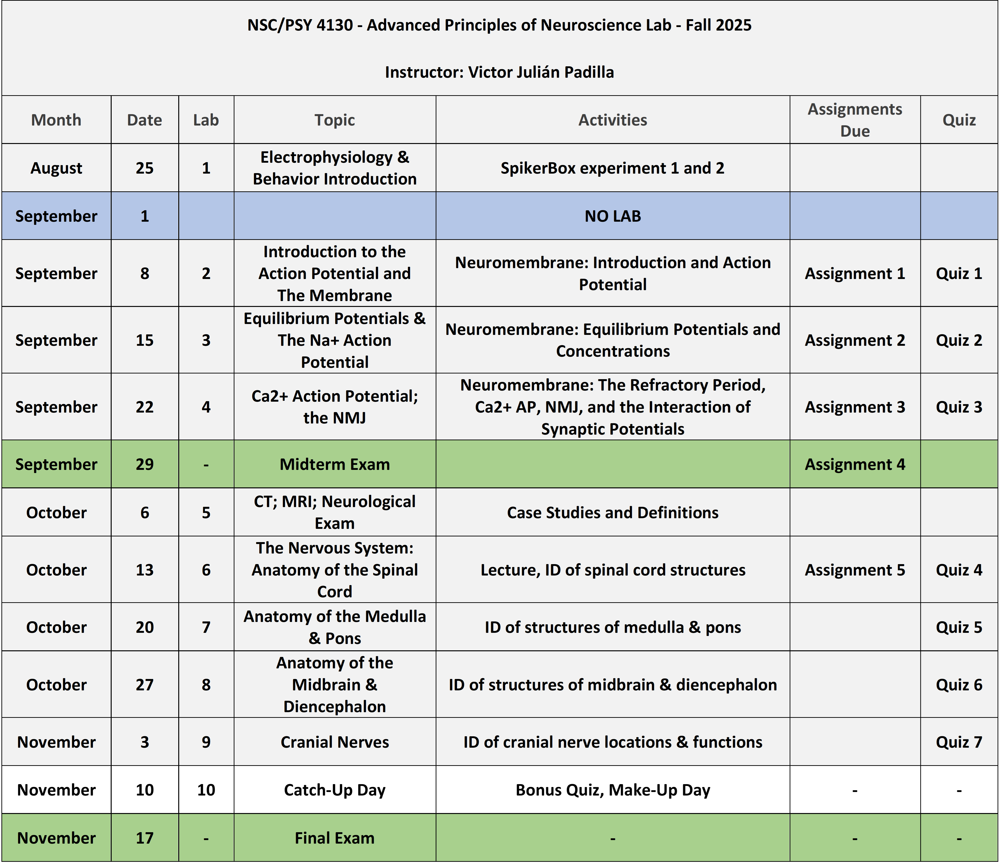 NSC/PSY 4130 - Advanced Principles of Neuroscience Lab - Fall 2025
Instructor: Victor Julián Padilla
Month Date Lab Topic Activities Assignments Due Quiz
August 25 1 Electrophysiology & Behavior Introduction SpikerBox experiment 1 and 2
September 1 NO LAB
September 8 2 Introduction to the Action Potential and The Membrane Neuromembrane: Introduction and Action Potential Assignment 1 Quiz 1
September 15 3 Equilibrium Potentials & The Na+ Action Potential Neuromembrane: Equilibrium Potentials and Concentrations Assignment 2 Quiz 2
September 22 4 Ca2+ Action Potential; the NMJ Neuromembrane: The Refractory Period, Ca2+ AP, NMJ, and the Interaction of Synaptic Potentials Assignment 3 Quiz 3
September 29 - Midterm Exam Assignment 4
October 6 5 CT; MRI; Neurological Exam Case Studies and Definitions
October 13 6 The Nervous System: Anatomy of the Spinal Cord Lecture, ID of spinal cord structures Assignment 5 Quiz 4
October 20 7 Anatomy of the Medulla & Pons ID of structures of medulla & pons Quiz 5
October 27 8 Anatomy of the Midbrain & Diencephalon ID of structures of midbrain & diencephalon Quiz 6
November 3 9 Cranial Nerves ID of cranial nerve locations & functions Quiz 7
November 10 10 Catch-Up Day Bonus Quiz, Make-Up Day - -
November 17 - Final Exam - - -